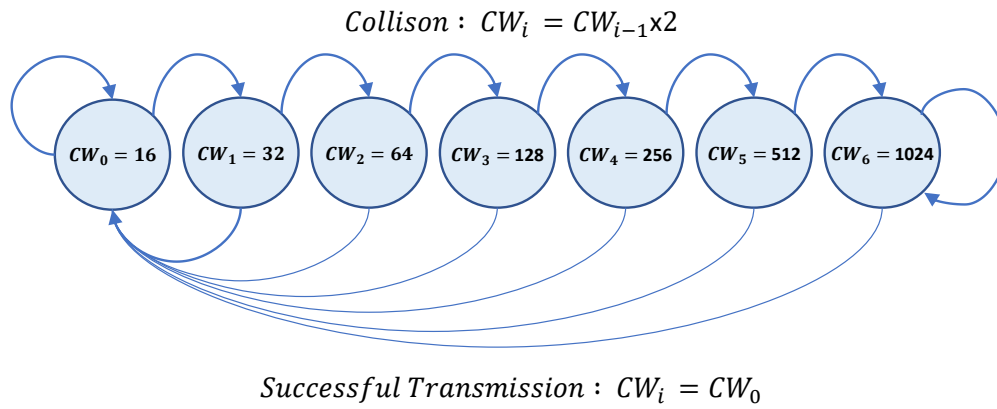 Collison : CW_i = CW_{i−1}x2
CW_0 = 16
CW_1 = 32
CW_2 = 64
CW_3 = 128
CW_4 = 256
CW_5 = 512
CW_6 = 1024
Successful Transmission : CW_i = CW_0